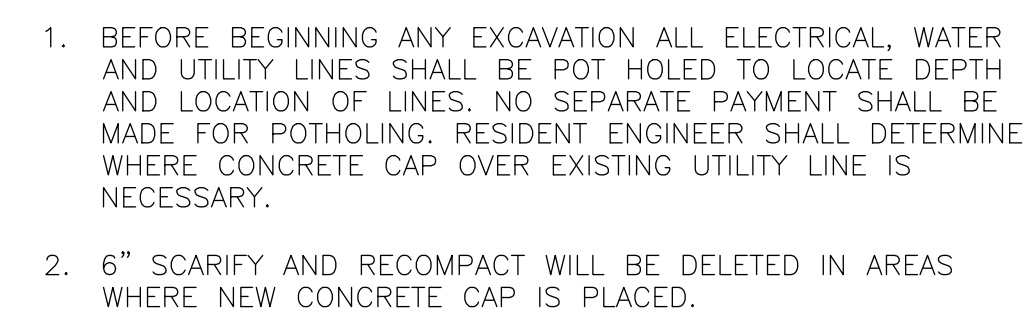 1. BEFORE BEGINNING ANY EXCAVATION ALL ELECTRICAL, WATER
AND UTILITY LINES SHALL BE POT HOLED TO LOCATE DEPTH
AND LOCATION OF LINES. NO SEPARATE PAYMENT SHALL BE
MADE FOR POTHOLING. RESIDENT ENGINEER SHALL DETERMINE
WHERE CONCRETE CAP OVER EXISTING UTILITY LINE IS
NECESSARY.
2. 6” SCARIFY AND RECOMPACT WILL BE DELETED IN AREAS
WHERE NEW CONCRETE CAP IS PLACED.